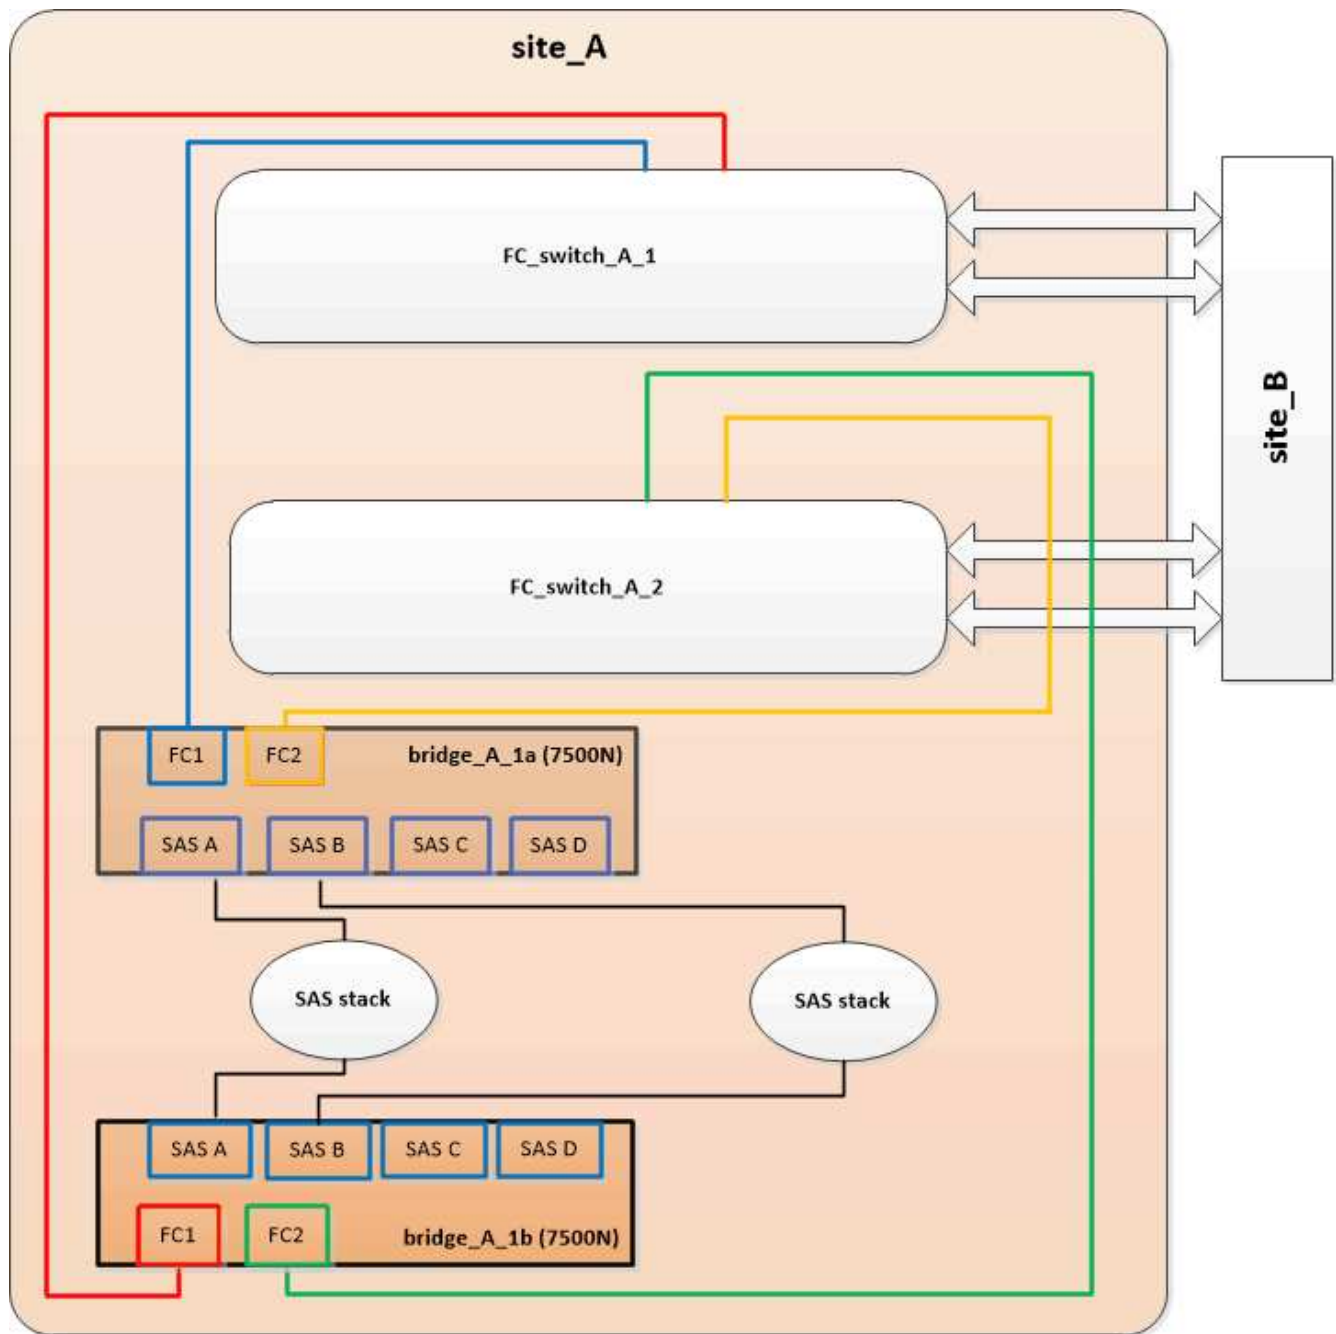 site_A
FC_switch_A_1
site_B
FC_switch_A_2
FC1
FC2
bridge_A_1a (7500N)
SAS A
SAS B
SAS C
SAS D
SAS stack
SAS stack
SAS A
SAS B
SAS C
SAS D
FC1
FC2
bridge_A_1b (7500N)